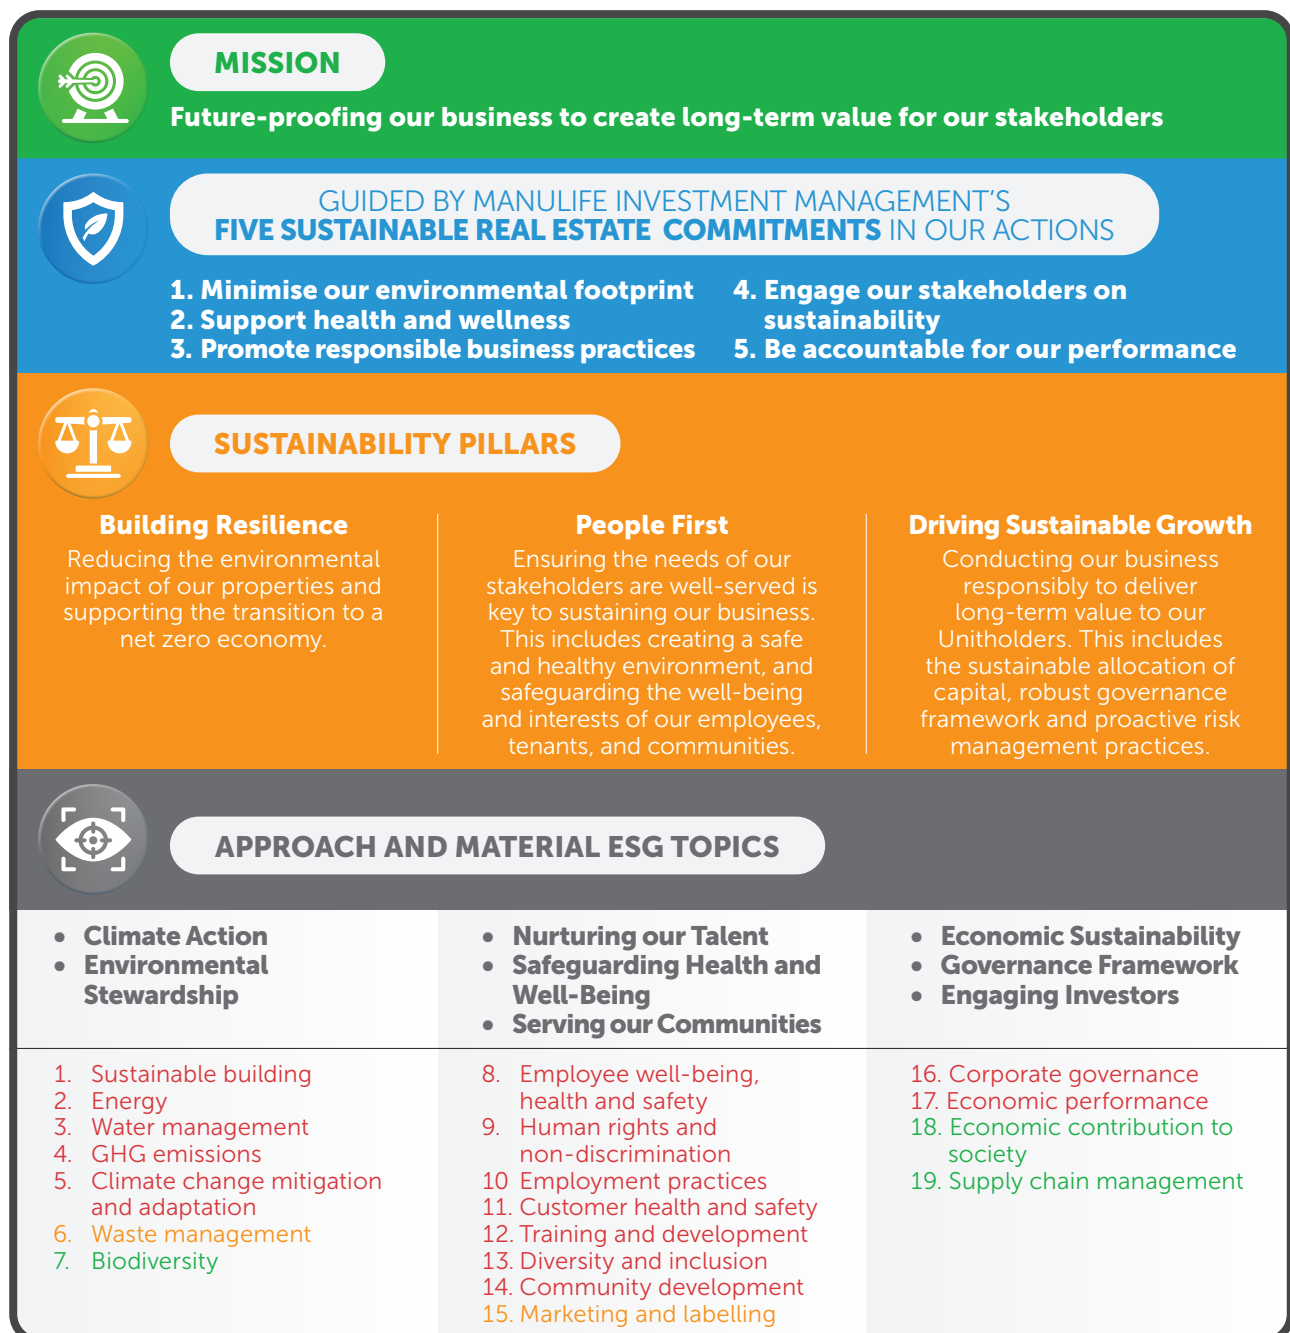 MISSION
Future-proofing our business to create long-term value for our stakeholders
GUIDED BY MANULIFE INVESTMENT MANAGEMENT'S
FIVE SUSTAINABLE REAL ESTATE COMMITMENTS IN OUR ACTIONS
1. Minimise our environmental footprint
2. Support health and wellness
3. Promote responsible business practices
4. Engage our stakeholders on
sustainability
5. Be accountable for our performance
SUSTAINABILITY PILLARS
Building Resilience
Reducing the environmental
impact of our properties and
supporting the transition to a
net zero economy.
People First
Ensuring the needs of our
stakeholders are well-served is
key to sustaining our business.
This includes creating a safe
and healthy environment, and
safeguarding the well-being
and interests of our employees,
tenants, and communities.
Driving Sustainable Growth
Conducting our business
responsibly to deliver
long-term value to our
Unitholders. This includes
the sustainable allocation of
capital, robust governance
framework and proactive risk
management practices.
APPROACH AND MATERIAL ESG TOPICS
• Climate Action
• Environmental
Stewardship
• Nurturing our Talent
• Safeguarding Health and
Well-Being
• Serving our Communities
• Economic Sustainability
• Governance Framework
• Engaging Investors
1. Sustainable building
2. Energy
3. Water management
4. GHG emissions
5. Climate change mitigation
and adaptation
6. Waste management
7. Biodiversity
8. Employee well-being,
health and safety
9. Human rights and
non-discrimination
10 Employment practices
11. Customer health and safety
12. Training and development
13. Diversity and inclusion
14. Community development
15. Marketing and labelling
16. Corporate governance
17. Economic performance
18. Economic contribution to
society
19. Supply chain management